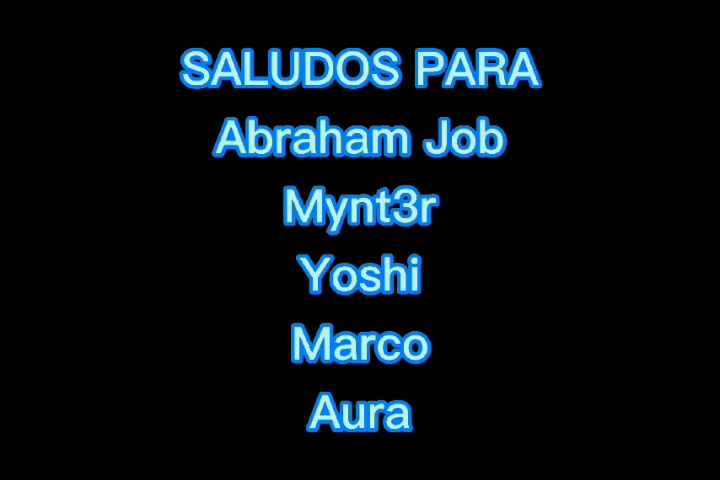 SALUDOS PARA
Abraham Job
Mynt3r
Yoshi
Marco
Aura